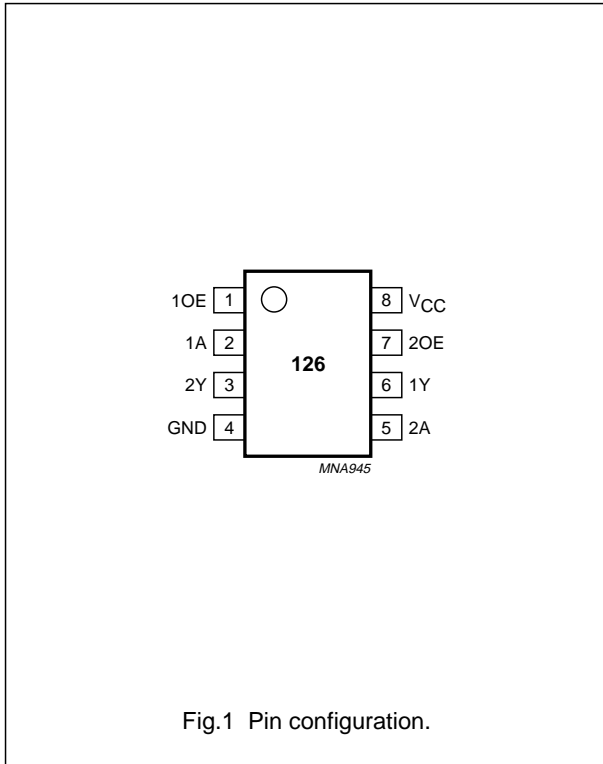 1OE 1 8 VCC
1A 2 7 2OE
126
2Y 3 6 1Y
GND 4 5 2A
MNA945
Fig.1 Pin configuration.